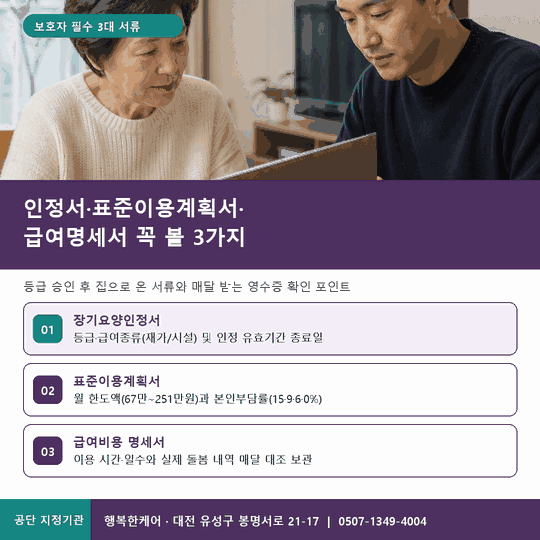 보호자 필수 3대 서류
인정서·표준이용계획서·
급여명세서 꼭 볼 3가지
등급 승인 후 집으로 온 서류와 매달 받는 영수증 확인 포인트
01
장기요양인정서
등급·급여종류(재가/시설) 및 인정 유효기간 종료일
02
표준이용계획서
월 한도액(67만~251만원)과 본인부담률(15·9·6·0%)
03
급여비용 명세서
이용 시간·일수와 실제 돌봄 내역 매달 대조 보관
공단 지정기관
행복한케어 · 대전 유성구 봉명서로 21-17 | 0507-1349-4004